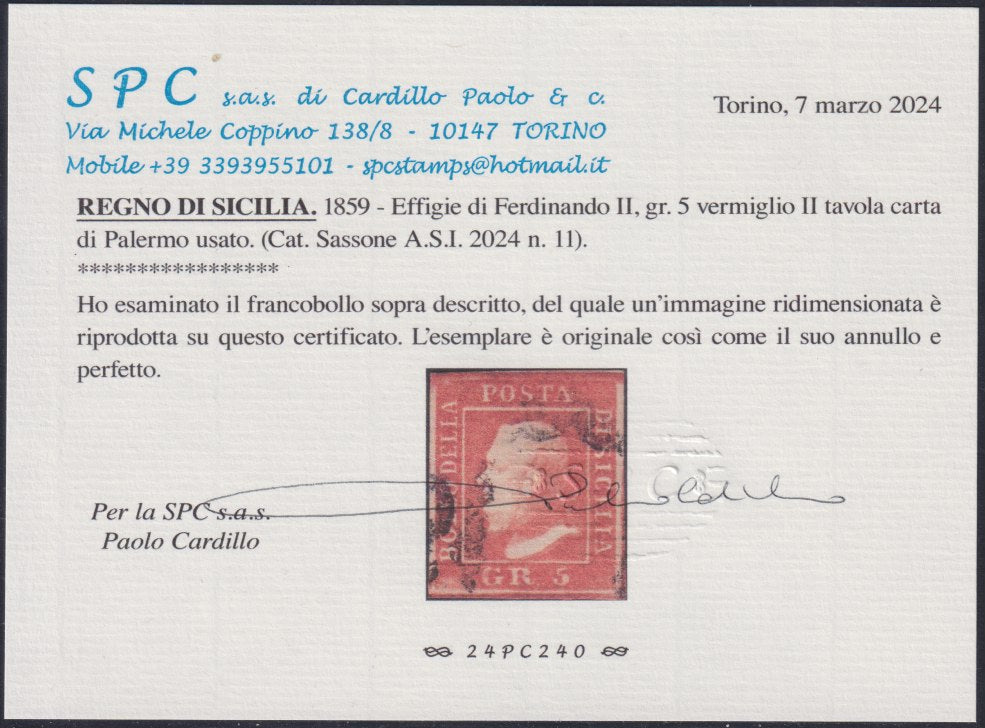 SPC s.a.s. di Cardillo Paolo & c.
Via Michele Coppino 138/8 - 10147 TORINO
Mobile +39 3393955101 - spcstamps@hotmail.it
Torino, 7 marzo 2024
REGNO DI SICILIA. 1859 - Effigie di Ferdinando II, gr. 5 vermiglio II tavola carta
di Palermo usato. (Cat. Sassone A.S.I. 2024 n. 11).
*****************
Ho esaminato il francobollo sopra descritto, del quale un'immagine ridimensionata è
riprodotta su questo certificato. L'esemplare è originale così come il suo annullo e
perfetto.
POSTA
BOLLO DELLA
DI SICILIA
GR 5
Per la SPC s.a.s.
Paolo Cardillo
24PC240